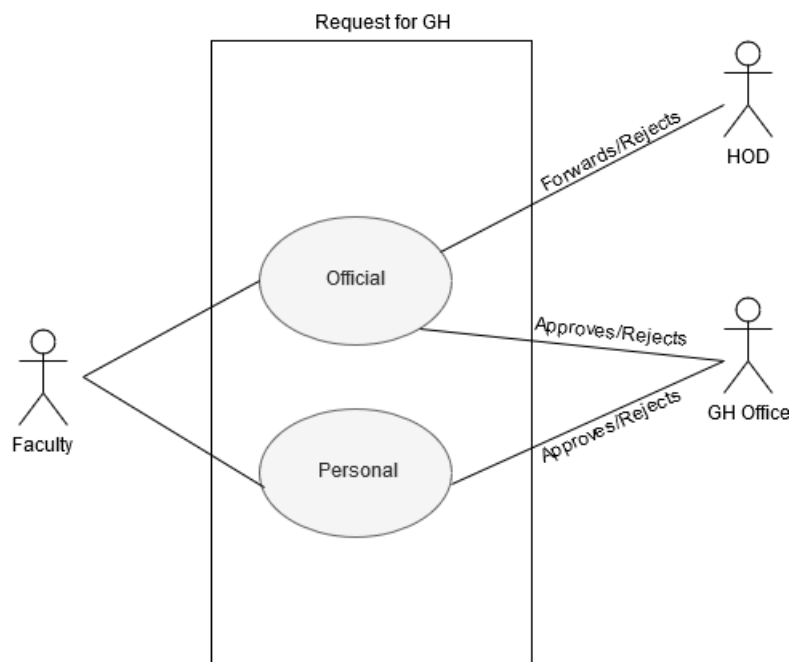 Request for GH
Forwards/Rejects
HOD
Official
Approves/Rejects
GH Office
Faculty
Personal
Approves/Rejects